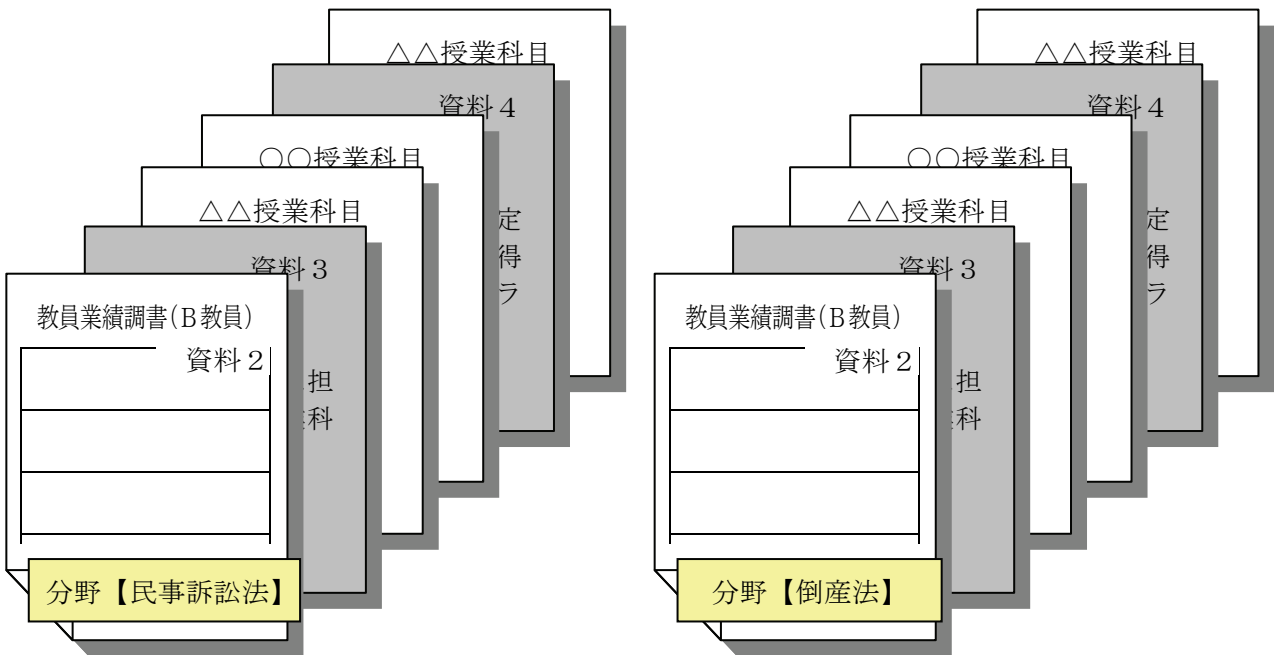 △△授業科目
資料４
○○授業科目
定
得
ラ
△△授業科目
資料３
担
科
教員業績調書(Ｂ教員)
資料２
分野【民事訴訟法】
△△授業科目
資料４
○○授業科目
定
得
ラ
△△授業科目
資料３
担
科
教員業績調書(Ｂ教員)
資料２
分野【倒産法】